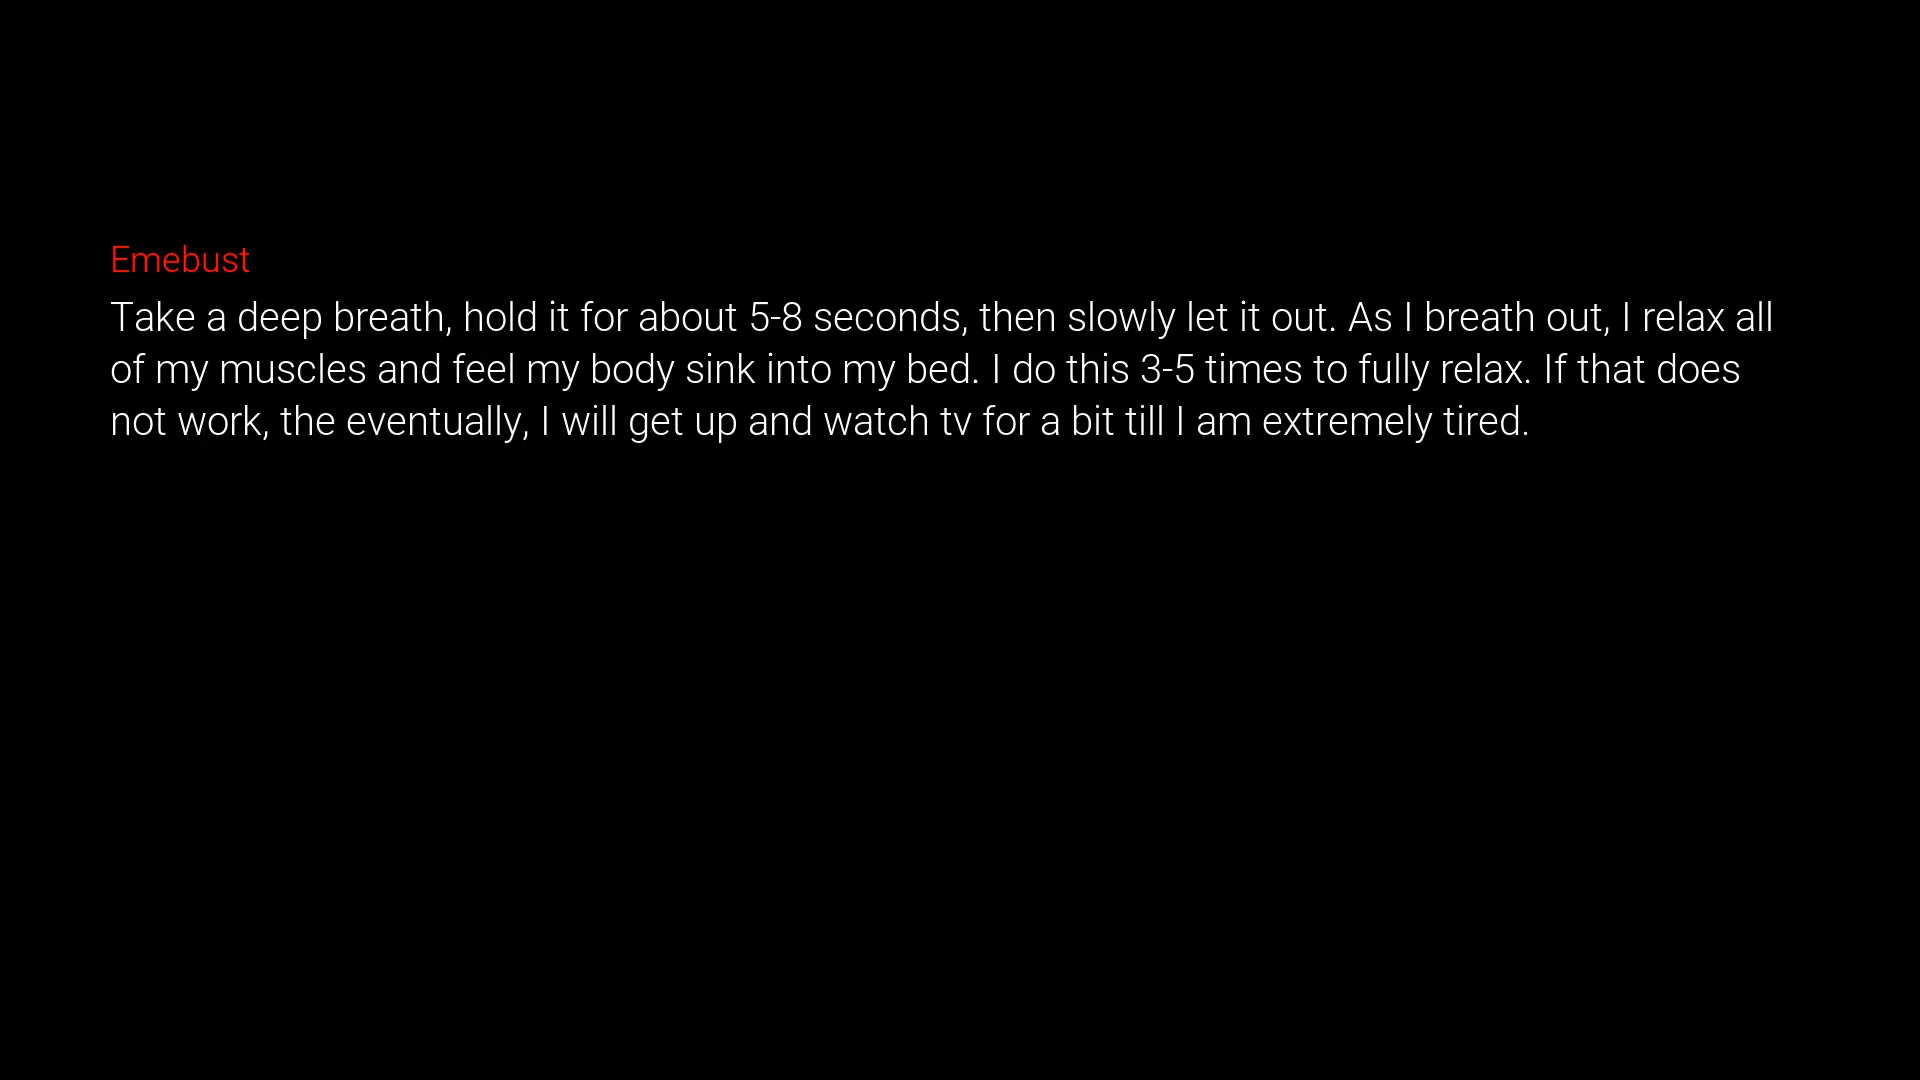 Emebust
Take a deep breath, hold it for about 5-8 seconds, then slowly let it out. As I breath out, I relax all
of my muscles and feel my body sink into my bed. I do this 3-5 times to fully relax. If that does
not work, the eventually, I will get up and watch tv for a bit till I am extremely tired.